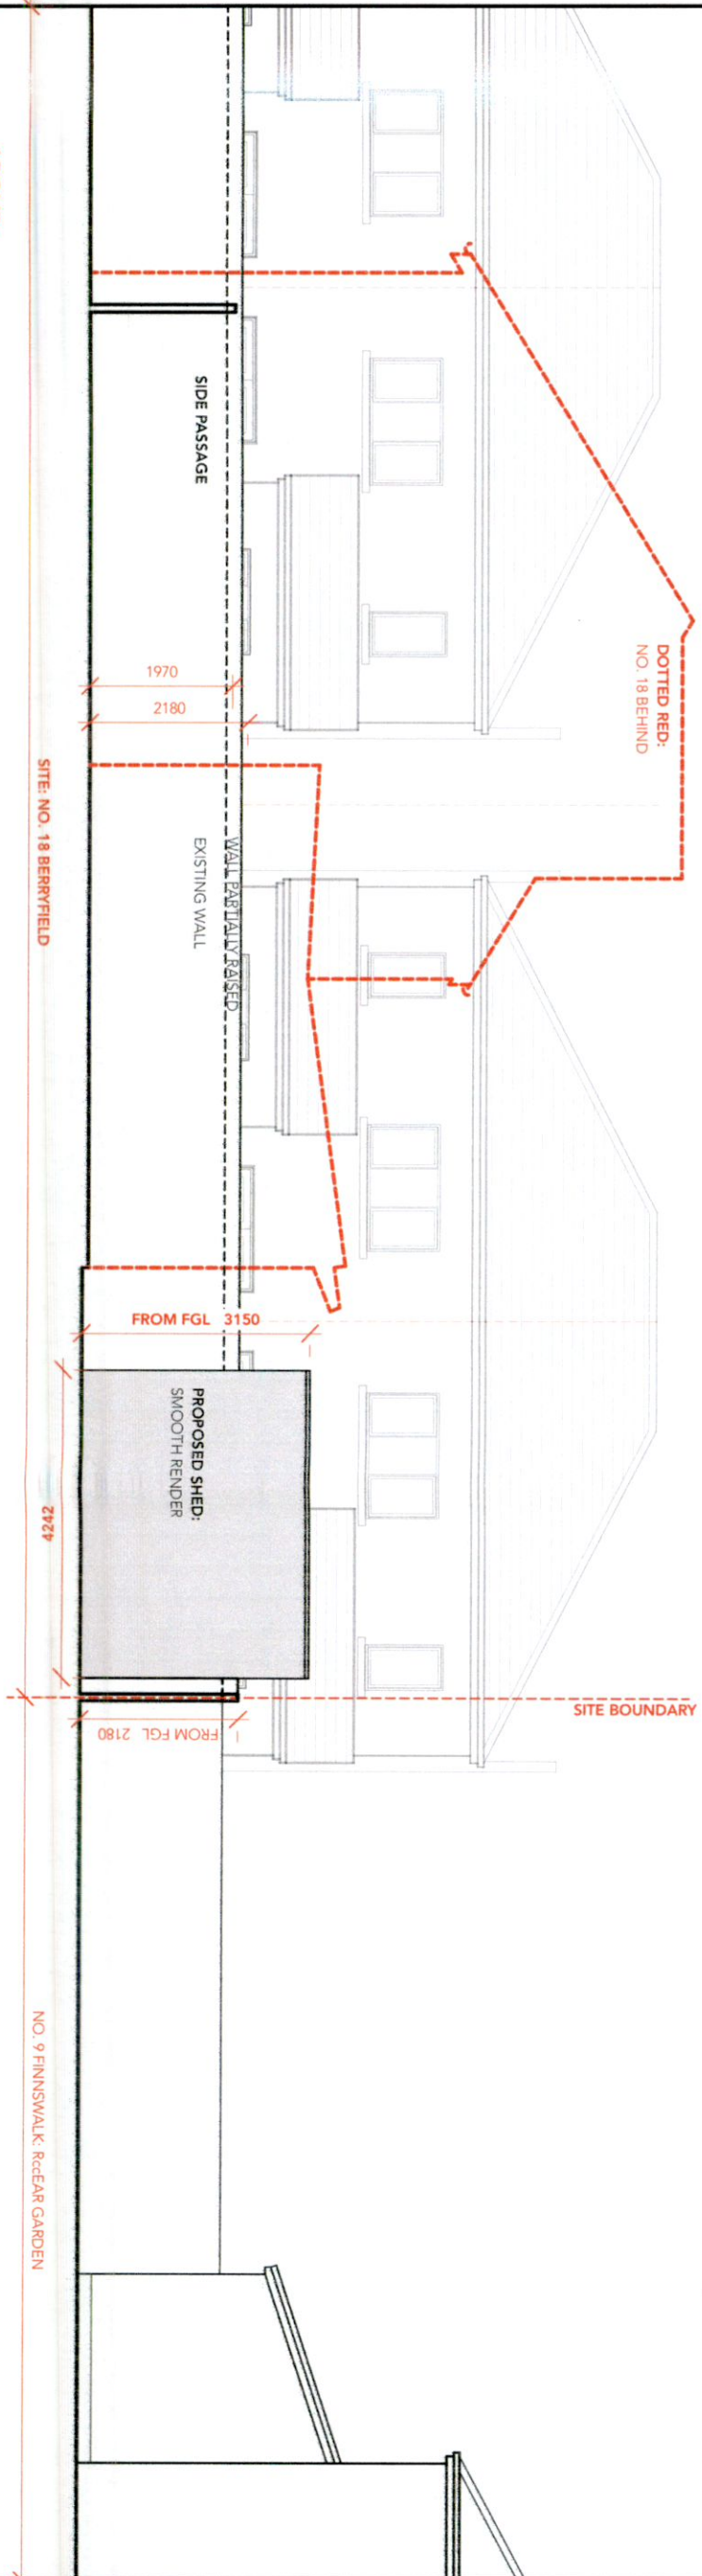 DOTTED RED:
NO. 18 BEHIND
SIDE PASSAGE
1970
2180
WALL PARTIALLY RAISED
EXISTING WALL
SITE: NO. 18 BERRYFIELD
FROM FGL 3150
PROPOSED SHED:
SMOOTH RENDER
4242
SITE BOUNDARY
FROM FGL 2180
NO. 9 FINNSWALK: RccEAR GARDEN